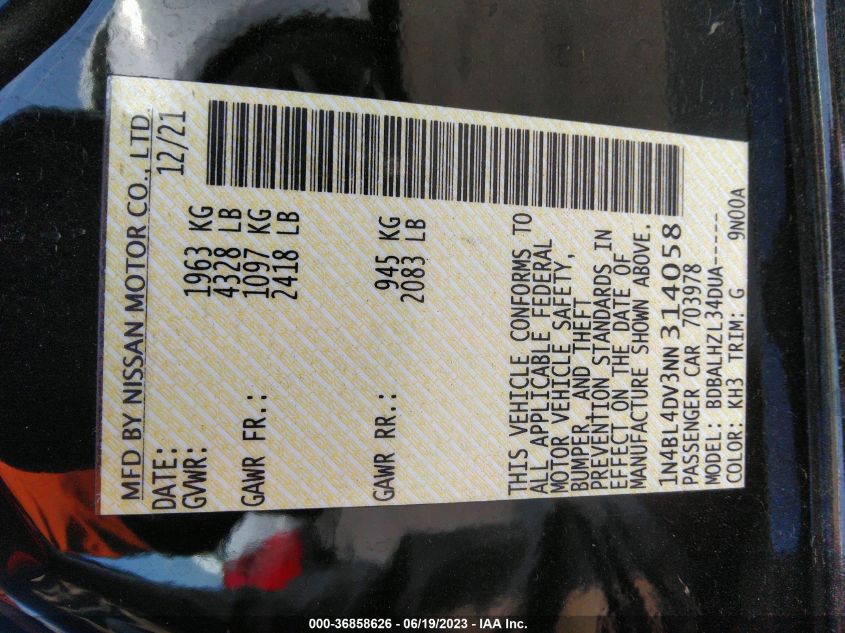 MFD BY NISSAN MOTOR CO., LTD.
DATE: 12/21
GVWR: 1963 KG
4328 LB
GAWR FR.: 1097 KG
2418 LB
GAWR RR.: 945 KG
2083 LB
THIS VEHICLE CONFORMS TO
ALL APPLICABLE FEDERAL
MOTOR VEHICLE SAFETY,
BUMPER, AND THEFT
PREVENTION STANDARDS IN
EFFECT ON THE DATE OF
MANUFACTURE SHOWN ABOVE.
1N4BL4DV3NN314058
PASSENGER CAR 703978
MODEL: BDBALHZL34DUA-----
COLOR: KH3 TRIM: G 9N00A
000-36858626 - 06/19/2023 - IAA Inc.